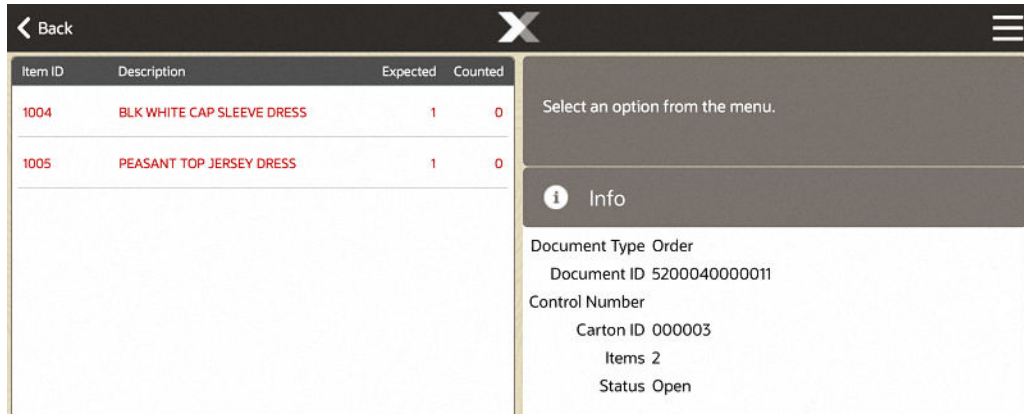 Back
Item ID Description Expected Counted
1004 BLK WHITE CAP SLEEVE DRESS 1 0
1005 PEASANT TOP JERSEY DRESS 1 0
Select an option from the menu.
Info
Document Type Order
Document ID 5200040000011
Control Number
Carton ID 000003
Items 2
Status Open